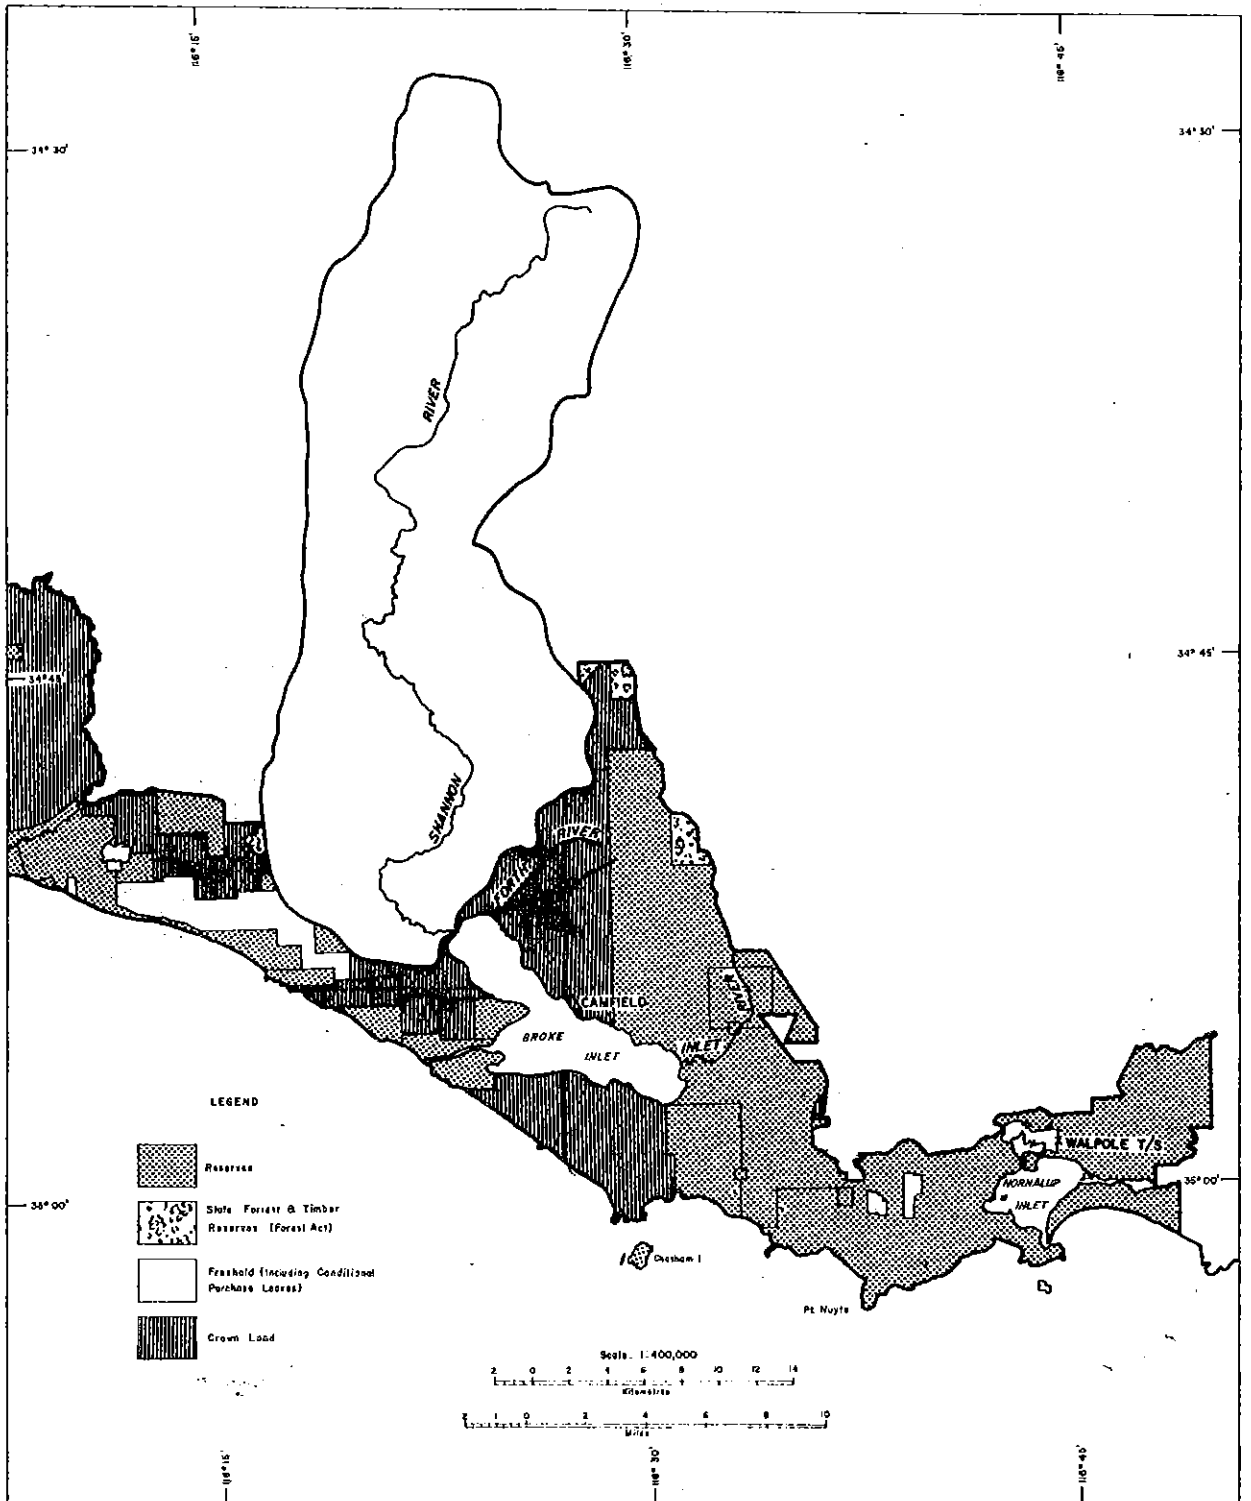 116° 15'
116° 30'
116° 45'
34° 30'
34° 30'
RIVER
34° 45'
34° 45'
SHANNON
FORTH RIVER
CAMFIELD
BROKE INLET
INLET RIVER
LEGEND
Reserves
State Forest & Timber
Reserves (Forest Act)
Freehold (Including Conditional
Purchase Leases)
Crown Land
WALPOLE T/S
NORNALUP
INLET
35° 00'
35° 00'
Chatham I
Pt Nuyts
Scale 1:400,000
2 0 2 4 6 8 10 12 14
Kilometres
2 1 0 2 4 6 8 10
Miles
116° 15'
116° 30'
116° 45'